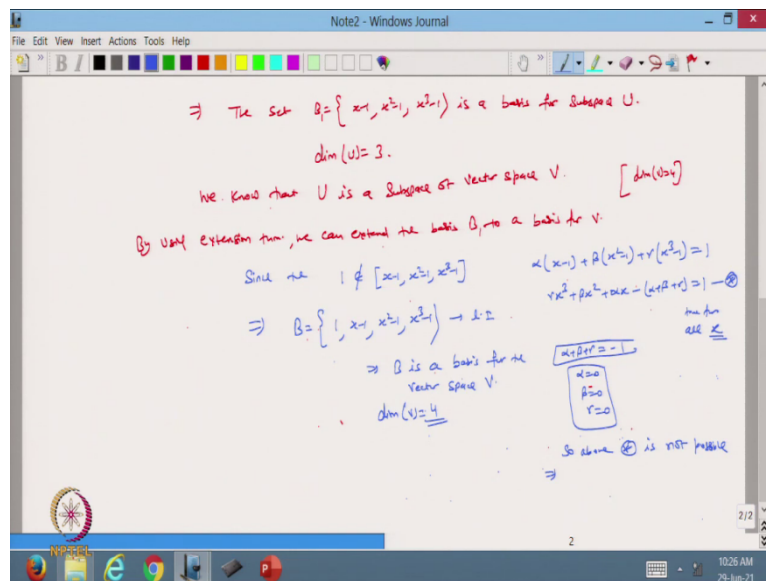 Note2 - Windows Journal
File Edit View Insert Actions Tools Help
⇒ The set B₁ = { x-1, x²-1, x³-1 } is a basis for Subspace U.
dim (U) = 3.
We know that U is a Subspace of vector space V. [dim(V)=4]
By using extension thm, we can extend the basis B₁ to a basis for V.
Since the 1 ∉ [x-1, x²-1, x³-1]
α(x-1) + β(x²-1) + r(x³-1) = 1
rx³ + βx² + αx - (α+β+r) = 1 - ⊛
true for
all x
⇒ B = { 1, x-1, x²-1, x³-1 } → L.I
⇒ B is a basis for the
vector space V.
dim (V) = 4
α+β+r = -1
α=0
β=0
r=0
So above ⊛ is not possible
⇒
2/2
2
NPTEL
10:26 AM
29-Jun-21